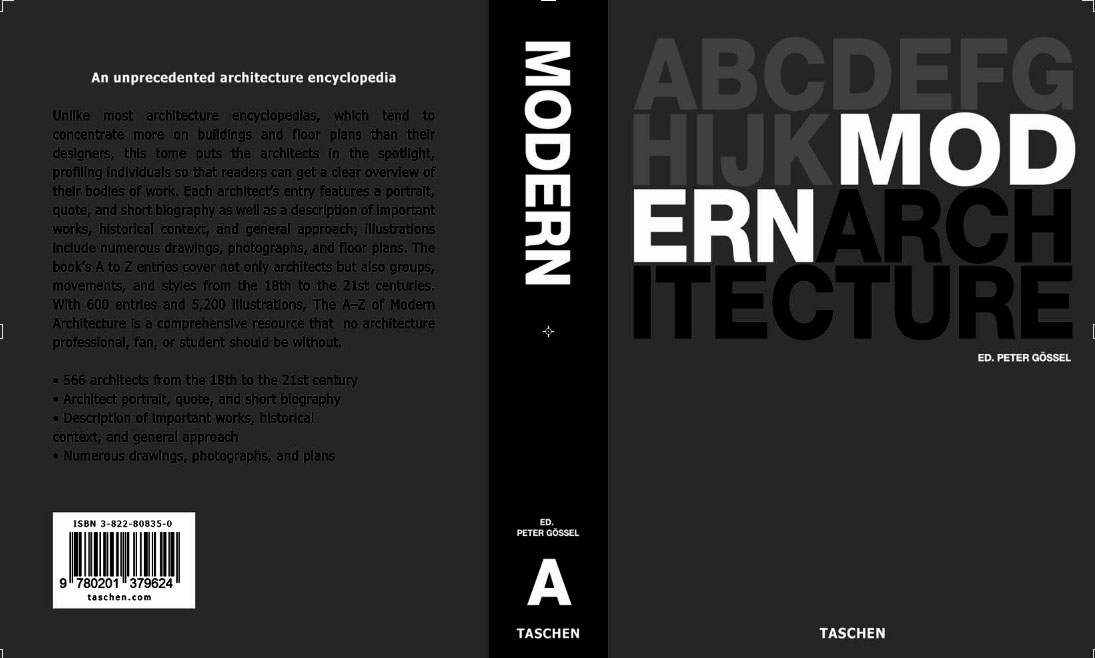 An unprecedented architecture encyclopedia
Unlike most architecture encyclopedias, which tend to
concentrate more on buildings and floor plans than their
designers, this tome puts the architects in the spotlight,
profiling individuals so that readers can get a clear overview of
their bodies of work. Each architect's entry features a portrait,
quote, and short biography as well as a description of important
works, historical context, and general approach; illustrations
include numerous drawings, photographs, and floor plans. The
book's A to Z entries cover not only architects but also groups,
movements, and styles from the 18th to the 21st centuries.
With 600 entries and 5,200 illustrations, The A–Z of Modern
Architecture is a comprehensive resource that no architecture
professional, fan, or student should be without.
• 566 architects from the 18th to the 21st century
• Architect portrait, quote, and short biography
• Description of important works, historical
context, and general approach
• Numerous drawings, photographs, and plans
ISBN 3-822-80835-0
9 780201 379624
taschen.com
MODERN
ED.
PETER GÖSSEL
A
TASCHEN
ABCDEFG
HIJKMOD
ERNARCH
ITECTURE
ED. PETER GÖSSEL
TASCHEN